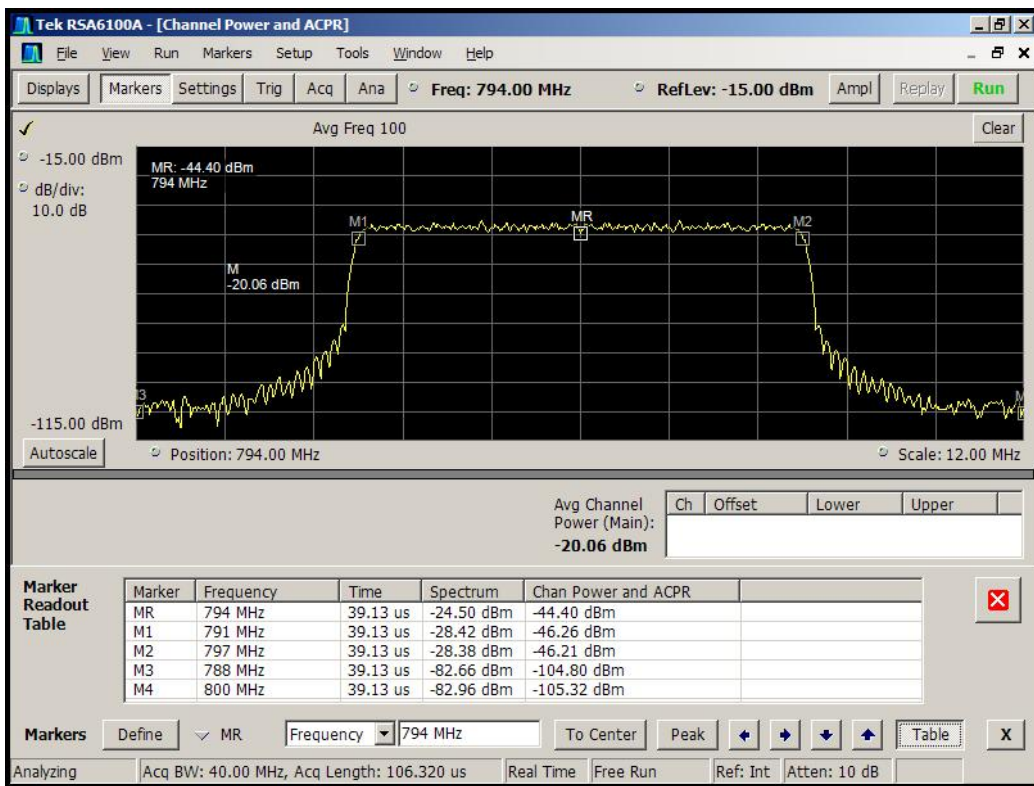 Tek RSA6100A - [Channel Power and ACPR]
File View Run Markers Setup Tools Window Help
Displays Markers Settings Trig Acq Ana Freq: 794.00 MHz RefLev: -15.00 dBm Ampl Replay Run
Avg Freq 100 Clear
-15.00 dBm
dB/div:
10.0 dB
MR: -44.40 dBm
794 MHz
M1 MR M2
M
-20.06 dBm
3 M
-115.00 dBm
Autoscale Position: 794.00 MHz Scale: 12.00 MHz
Avg Channel
Power (Main):
-20.06 dBm
Ch Offset Lower Upper
Marker
Readout
Table
Marker Frequency Time Spectrum Chan Power and ACPR
MR 794 MHz 39.13 us -24.50 dBm -44.40 dBm
M1 791 MHz 39.13 us -28.42 dBm -46.26 dBm
M2 797 MHz 39.13 us -28.38 dBm -46.21 dBm
M3 788 MHz 39.13 us -82.66 dBm -104.80 dBm
M4 800 MHz 39.13 us -82.96 dBm -105.32 dBm
Markers Define MR Frequency 794 MHz To Center Peak Table X
Analyzing Acq BW: 40.00 MHz, Acq Length: 106.320 us Real Time Free Run Ref: Int Atten: 10 dB